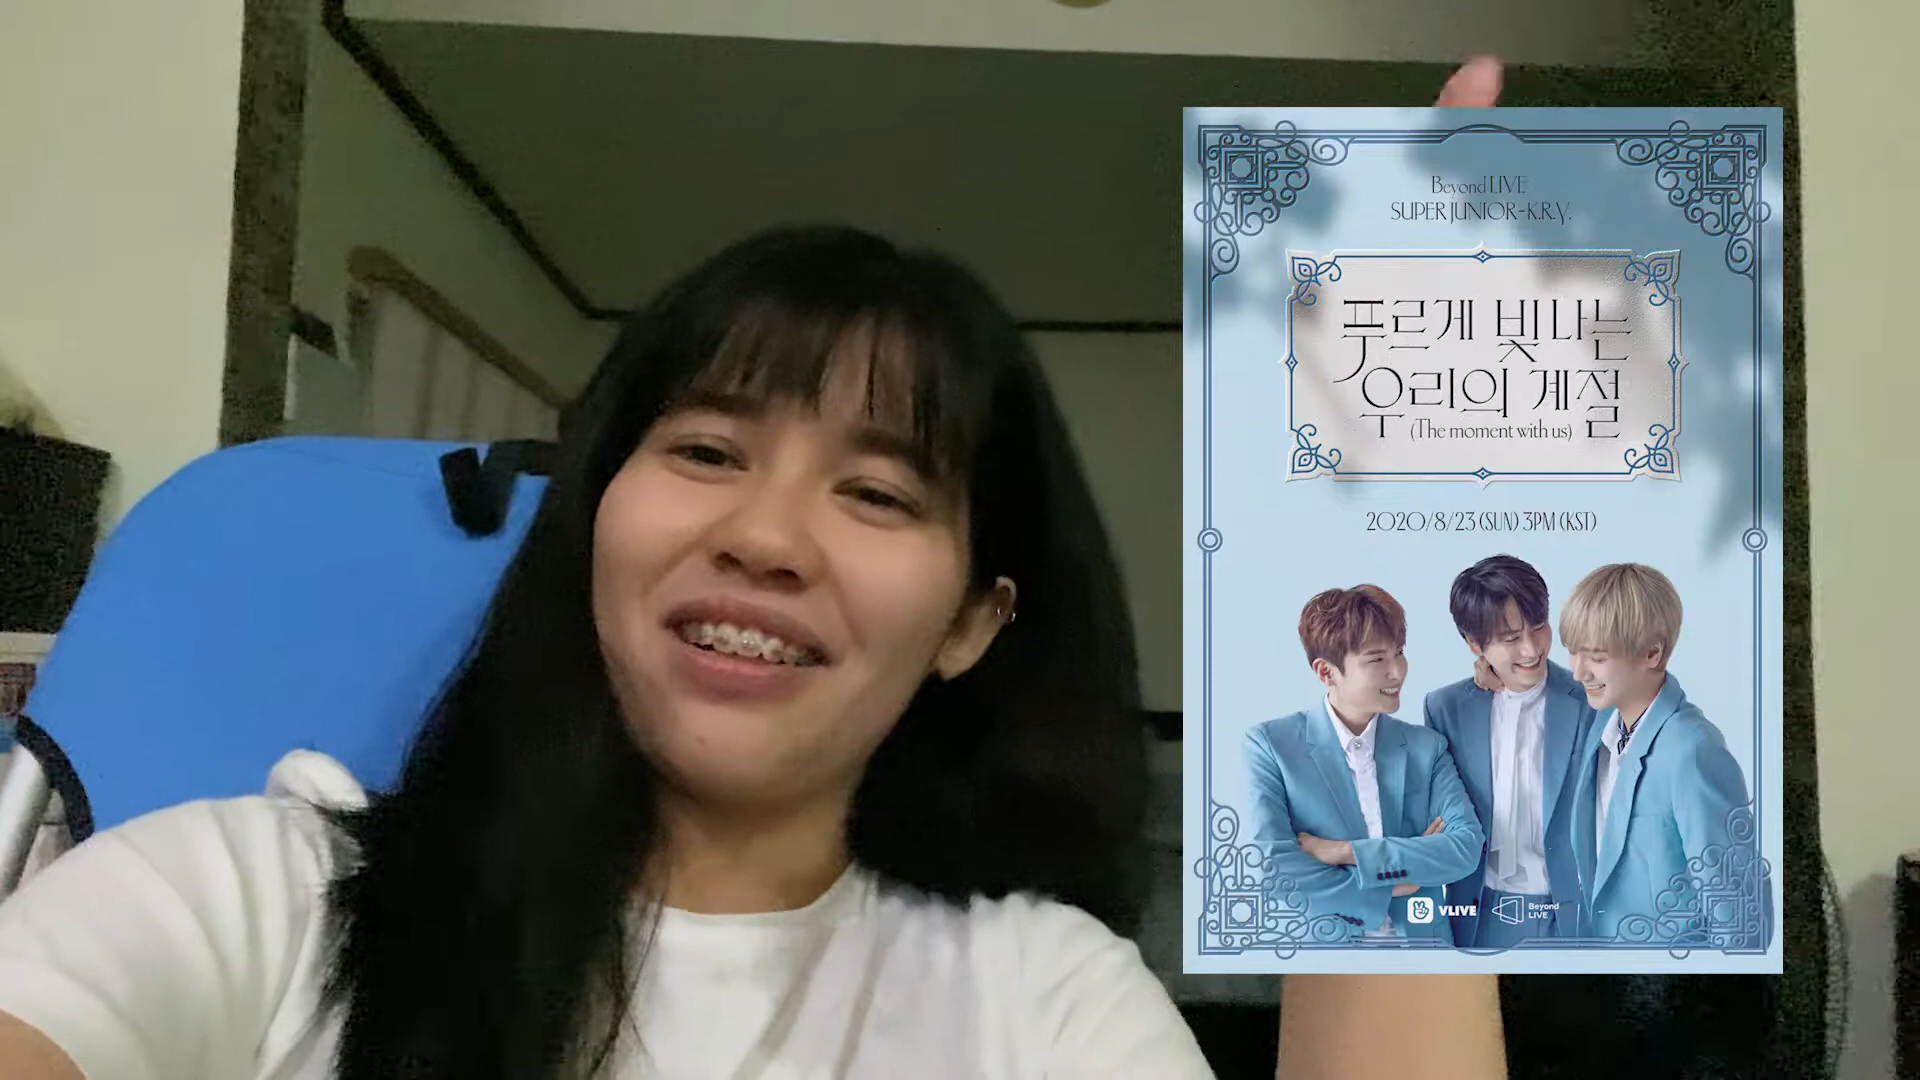 Beyond LIVE
SUPER JUNIOR-K.R.Y.
푸르게 빛나는
우리의 계절
(The moment with us)
2020/8/23 (SUN) 3PM (KST)
VLIVE
Beyond
LIVE